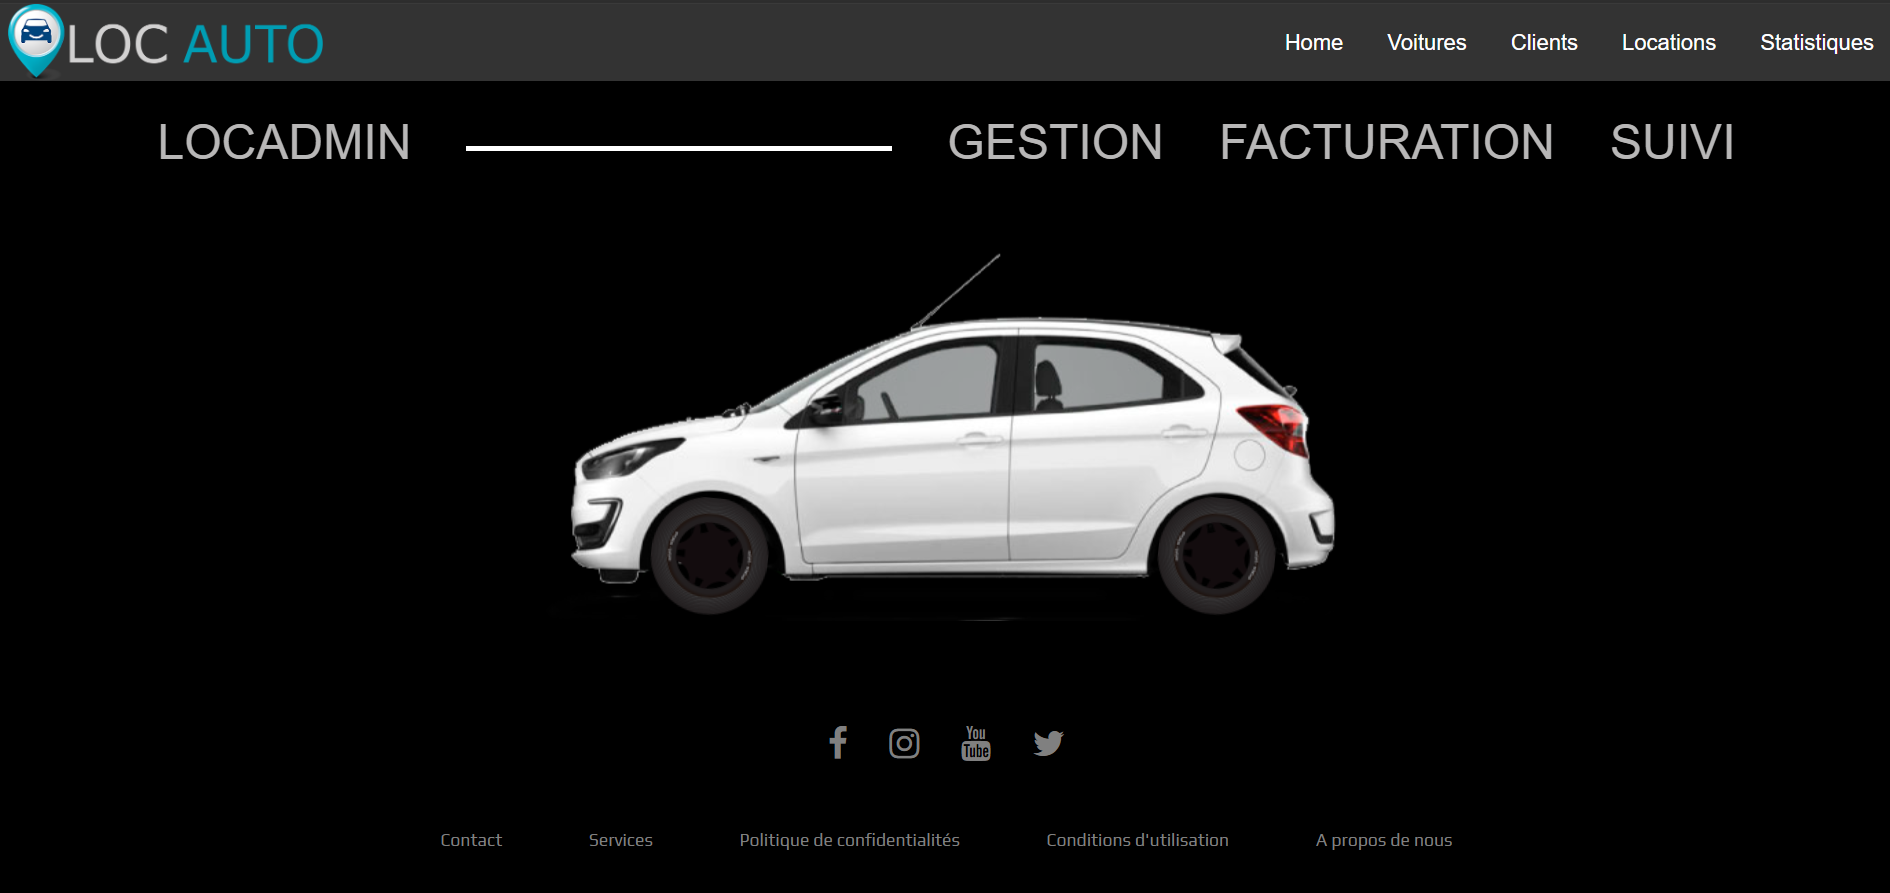 LOC AUTO
Home Voitures Clients Locations Statistiques
LOCADMIN GESTION FACTURATION SUIVI
You
Tube
Contact Services Politique de confidentialités Conditions d'utilisation A propos de nous